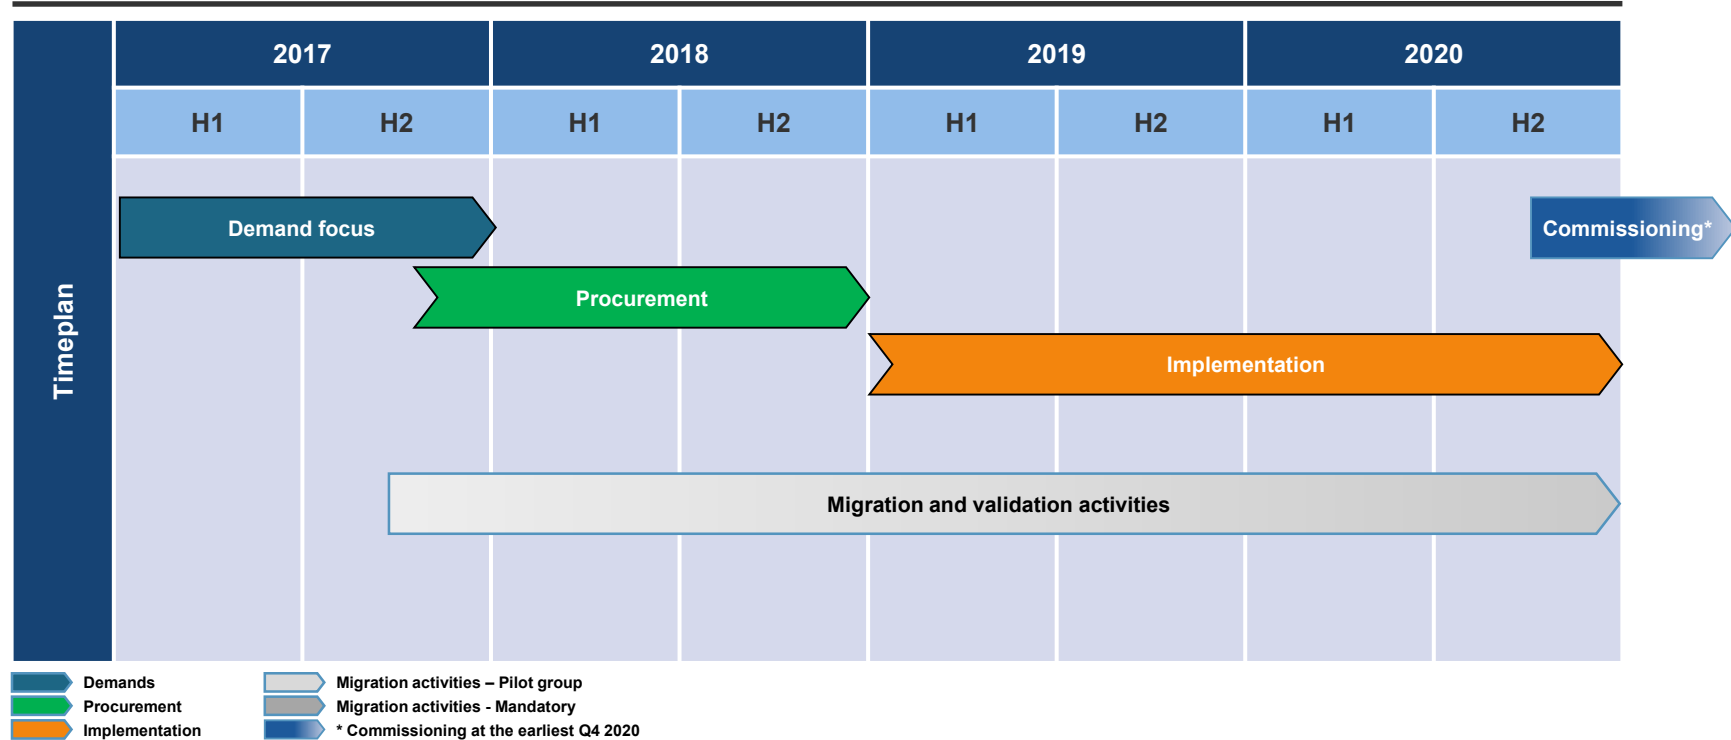 2017 2018 2019 2020
H1 H2 H1 H2 H1 H2 H1 H2
Timeplan
Demand focus
Commissioning*
Procurement
Implementation
Migration and validation activities
Demands
Procurement
Implementation
Migration activities – Pilot group
Migration activities - Mandatory
* Commissioning at the earliest Q4 2020